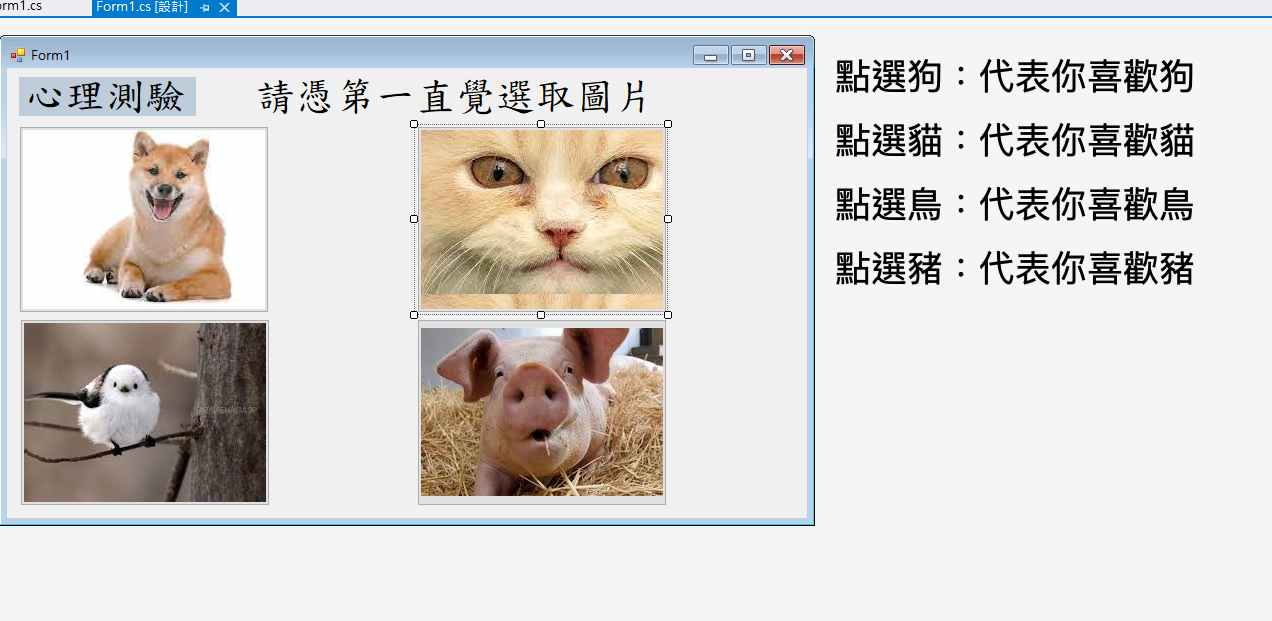 orm1.cs
Form1.cs [設計]
Form1
心理測驗
請憑第一直覺選取圖片
點選狗：代表你喜歡狗
點選貓：代表你喜歡貓
點選鳥：代表你喜歡鳥
點選豬：代表你喜歡豬